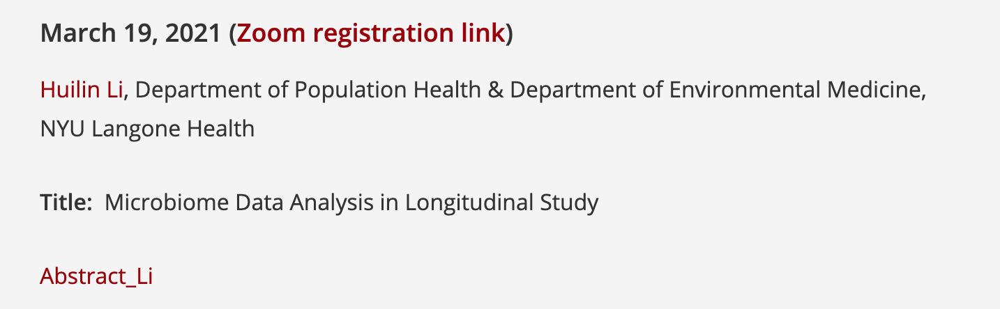 March 19, 2021 (Zoom registration link)
Huilin Li, Department of Population Health & Department of Environmental Medicine,
NYU Langone Health
Title: Microbiome Data Analysis in Longitudinal Study
Abstract_Li